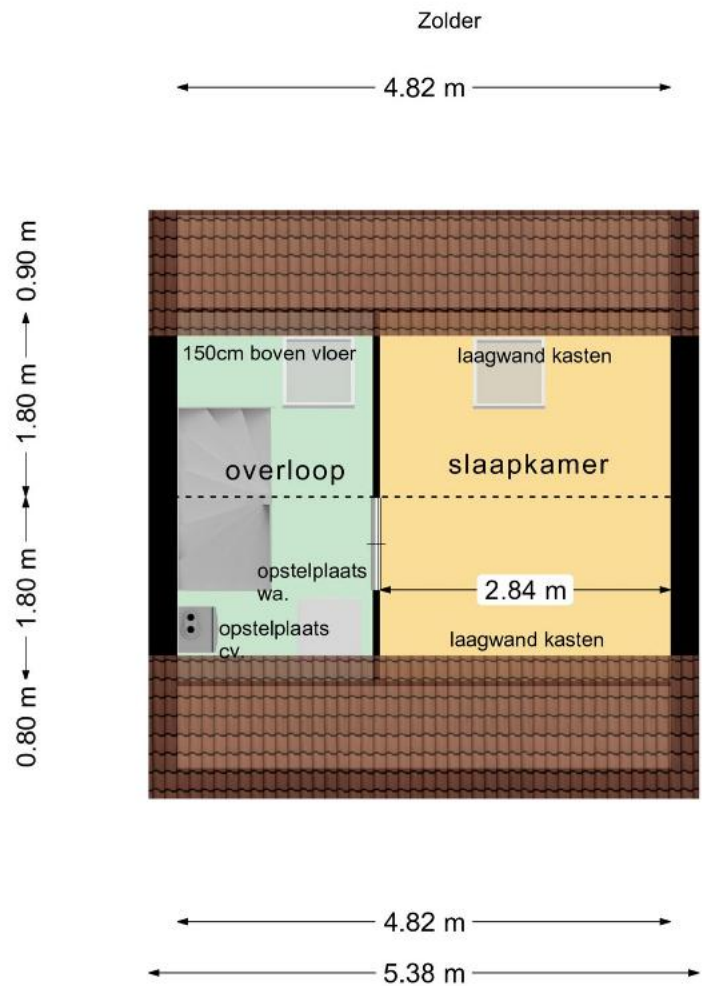 Zolder
4.82 m
0.90 m
1.80 m
1.80 m
0.80 m
150cm boven vloer
laagwand kasten
overloop
slaapkamer
opstelplaats
wa.
2.84 m
opstelplaats
cv.
laagwand kasten
4.82 m
5.38 m